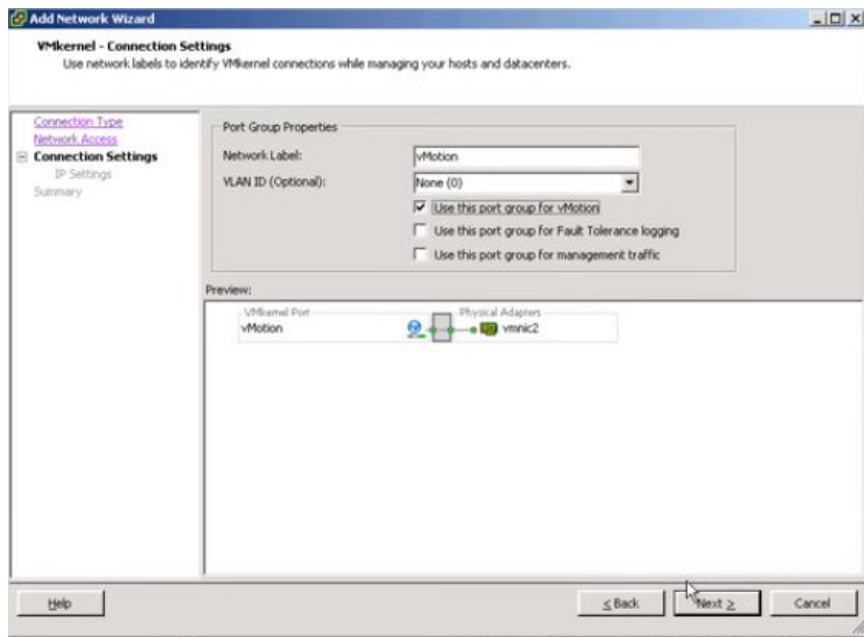 Add Network Wizard
VMkernel - Connection Settings
Use network labels to identify VMkernel connections while managing your hosts and datacenters.
Connection Type
Network Access
Connection Settings
IP Settings
Summary
Port Group Properties
Network Label:
vMotion
VLAN ID (Optional):
None (0)
Use this port group for vMotion
Use this port group for Fault Tolerance logging
Use this port group for management traffic
Preview:
VMkernel Port
vMotion
Physical Adapters
vmnic2
Help
< Back
Next >
Cancel